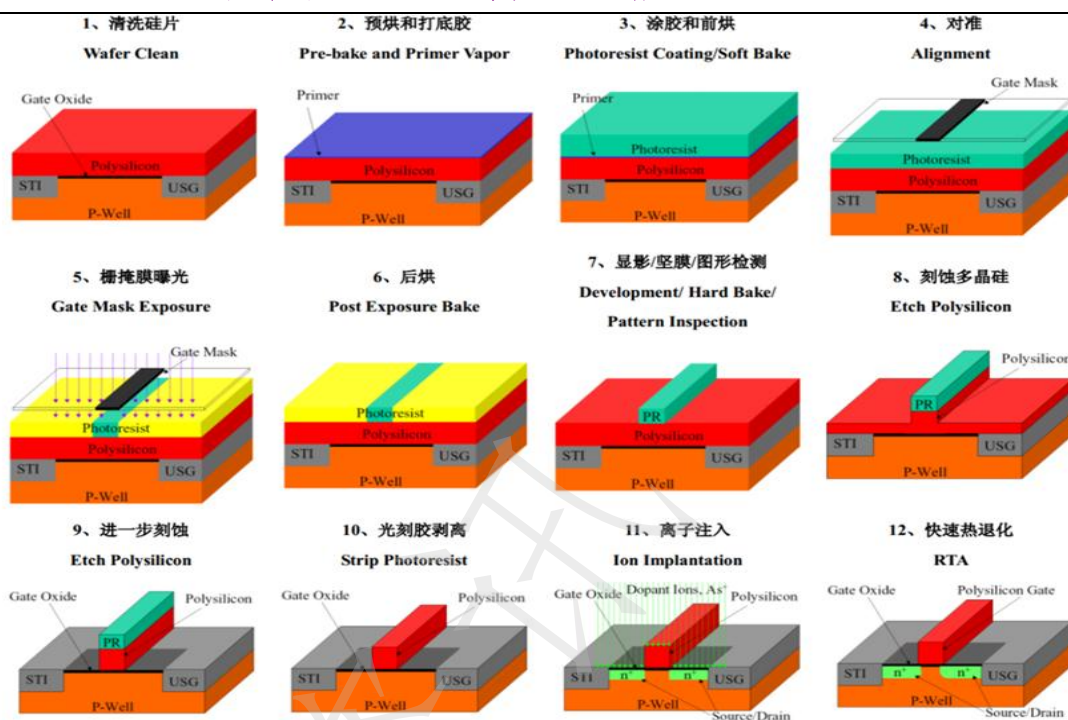 1、清洗硅片
Wafer Clean
Gate Oxide
Polysilicon
STI
USG
P-Well
2、预烘和打底胶
Pre-bake and Primer Vapor
Primer
Polysilicon
STI
USG
P-Well
3、涂胶和前烘
Photoresist Coating/Soft Bake
Primer
Photoresist
Polysilicon
STI
USG
P-Well
4、对准
Alignment
Gate Mask
Photoresist
Polysilicon
STI
USG
P-Well
5、栅掩膜曝光
Gate Mask Exposure
Gate Mask
Photoresist
Polysilicon
STI
USG
P-Well
6、后烘
Post Exposure Bake
Photoresist
Polysilicon
STI
USG
P-Well
7、显影/坚膜/图形检测
Development/ Hard Bake/
Pattern Inspection
PR
Polysilicon
STI
USG
P-Well
8、刻蚀多晶硅
Etch Polysilicon
Polysilicon
PR
STI
USG
P-Well
9、进一步刻蚀
Etch Polysilicon
Gate Oxide
Polysilicon
PR
STI
USG
P-Well
10、光刻胶剥离
Strip Photoresist
Gate Oxide
Polysilicon
STI
USG
P-Well
11、离子注入
Ion Implantation
Dopant Ions, As⁺
Gate Oxide
Polysilicon
STI
n⁺
n⁺
USG
P-Well
Source/Drain
12、快速热退化
RTA
Gate Oxide
Polysilicon Gate
STI
n⁺
n⁺
USG
P-Well
Source/Drain